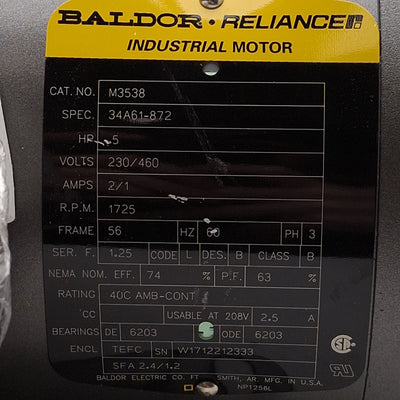 BALDOR • RELIANCE
INDUSTRIAL MOTOR
CAT. NO. M3538
SPEC. 34A61-872
HP .5
VOLTS 230/460
AMPS 2/1
R.P.M. 1725
FRAME 56 HZ 60 PH 3
SER. F. 1.25 CODE L DES. B CLASS B
NEMA NOM. EFF. 74 % P.F. 63 %
RATING 40C AMB-CONT
CC USABLE AT 208V 2.5 A
BEARINGS DE 6203 ODE 6203
ENCL TEFC SN W1712212333
SFA 2.4/1.2
BALDOR ELECTRIC CO. FT. SMITH, AR. MFG. IN U.S.A.
NP1256L